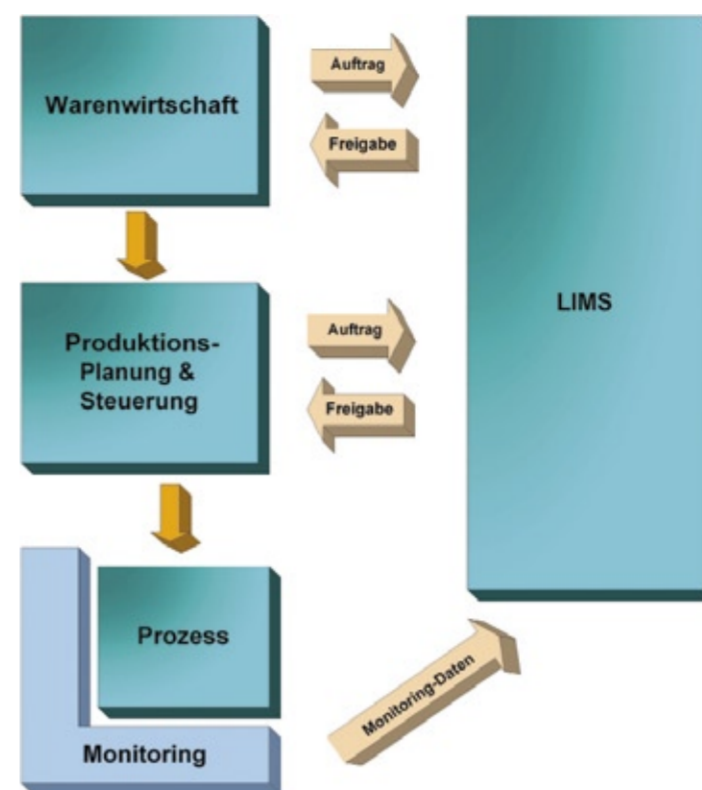 Warenwirtschaft
Auftrag
Freigabe
LIMS
Produktions-
Planung &
Steuerung
Auftrag
Freigabe
Prozess
Monitoring
Monitoring-Daten